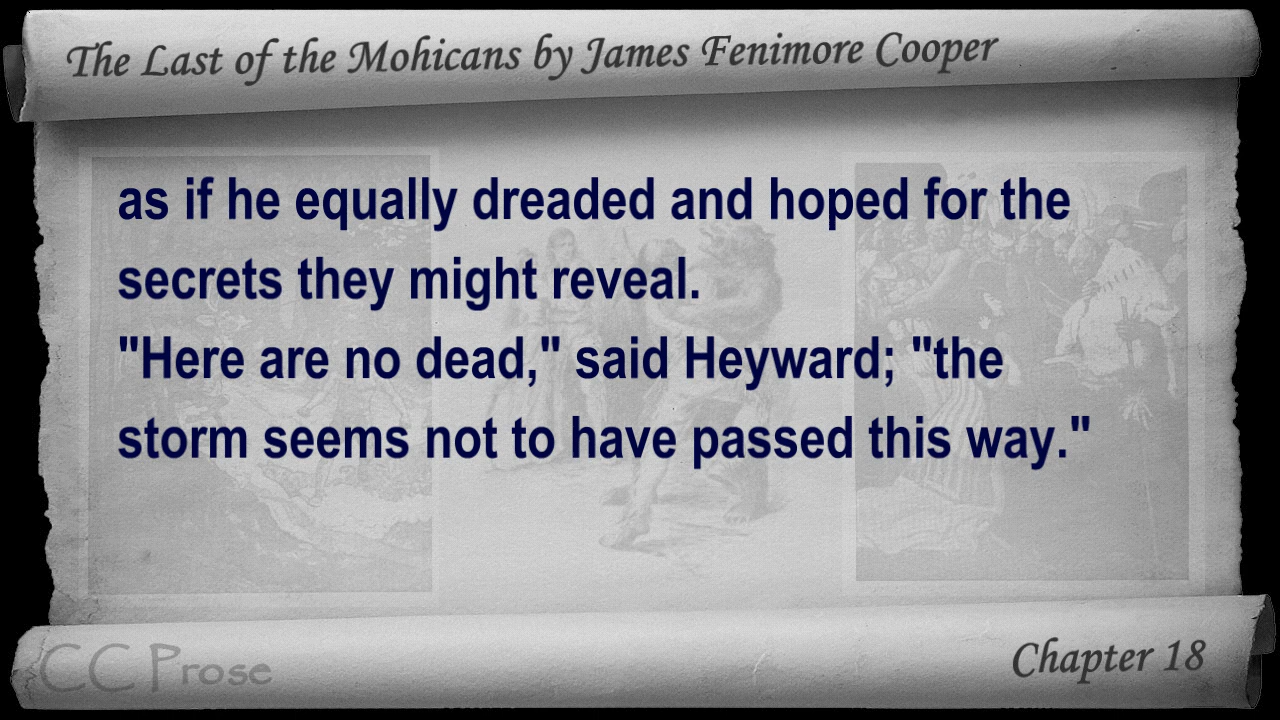 The Last of the Mohicans by James Fenimore Cooper
as if he equally dreaded and hoped for the
secrets they might reveal.
"Here are no dead," said Heyward; "the
storm seems not to have passed this way."
CC Prose
Chapter 18